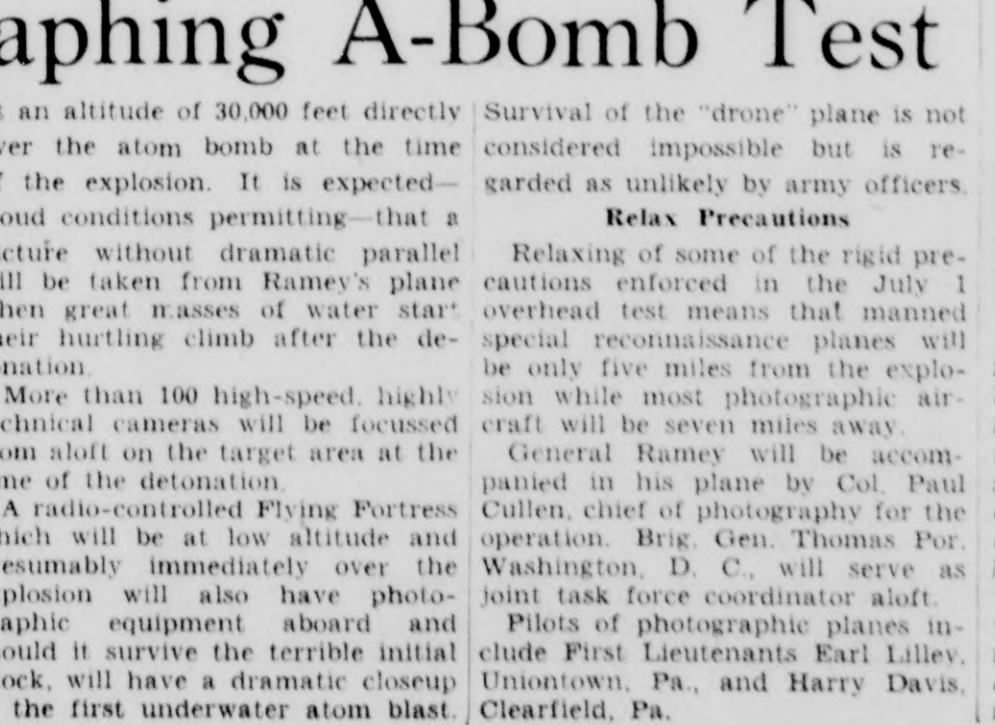 aphing A-Bomb Test
an altitude of 30,000 feet directly
ver the atom bomb at the time
f the explosion. It is expected—
oud conditions permitting—that a
cture without dramatic parallel
ill be taken from Ramey's plane
hen great masses of water start
heir hurtling climb after the de-
nation.
More than 100 high-speed, highly
chnical cameras will be focussed
om aloft on the target area at the
me of the detonation.
A radio-controlled Flying Fortress
hich will be at low altitude and
esumably immediately over the
plosion will also have photo-
aphic equipment aboard and
ould it survive the terrible initial
ock, will have a dramatic closeup
the first underwater atom blast.
Survival of the "drone" plane is not
considered impossible but is re-
garded as unlikely by army officers.
Relax Precautions
Relaxing of some of the rigid pre-
cautions enforced in the July 1
overhead test means that manned
special reconnaissance planes will
be only five miles from the explo-
sion while most photographic air-
craft will be seven miles away.
General Ramey will be accom-
panied in his plane by Col. Paul
Cullen, chief of photography for the
operation. Brig. Gen. Thomas Por,
Washington, D. C., will serve as
joint task force coordinator aloft.
Pilots of photographic planes in-
clude First Lieutenants Earl Lilley,
Uniontown, Pa., and Harry Davis,
Clearfield, Pa.